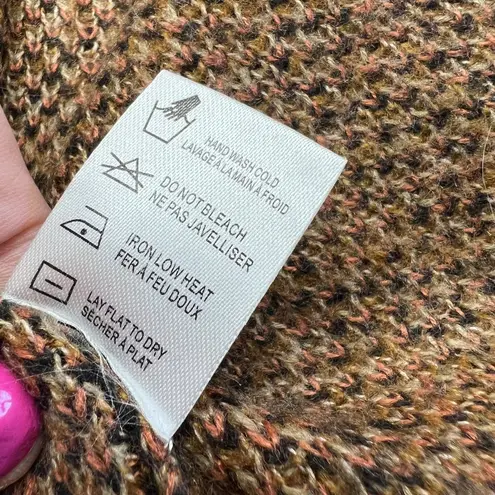 HAND WASH COLD
LAVAGE À LA MAIN À FROID
DO NOT BLEACH
NE PAS JAVELLISER
IRON LOW HEAT
FER À FEU DOUX
LAY FLAT TO DRY
SÉCHER À PLAT